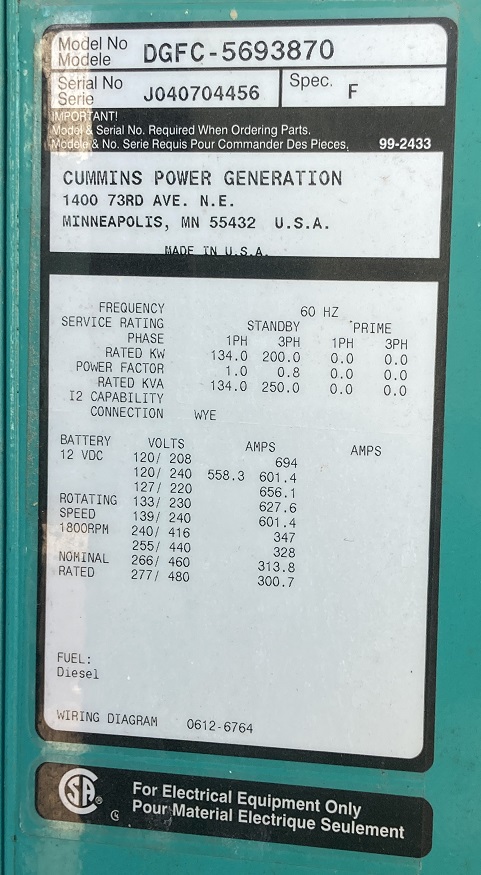 Model No
Modele DGFC-5693870
Serial No
Serie J040704456 Spec. F
IMPORTANT!
Model & Serial No. Required When Ordering Parts.
Modele & No. Serie Requis Pour Commander Des Pieces. 99-2433
CUMMINS POWER GENERATION
1400 73RD AVE. N.E.
MINNEAPOLIS, MN 55432 U.S.A.
MADE IN U.S.A.
FREQUENCY 60 HZ
SERVICE RATING STANDBY PRIME
PHASE 1PH 3PH 1PH 3PH
RATED KW 134.0 200.0 0.0 0.0
POWER FACTOR 1.0 0.8 0.0 0.0
RATED KVA 134.0 250.0 0.0 0.0
I2 CAPABILITY
CONNECTION WYE
BATTERY VOLTS AMPS AMPS
12 VDC 120/ 208 694
120/ 240 558.3 601.4
127/ 220 656.1
ROTATING 133/ 230 627.6
SPEED 139/ 240 601.4
1800RPM 240/ 416 347
255/ 440 328
NOMINAL 266/ 460 313.8
RATED 277/ 480 300.7
FUEL:
Diesel
WIRING DIAGRAM 0612-6764
CSA ® For Electrical Equipment Only
Pour Material Electrique Seulement